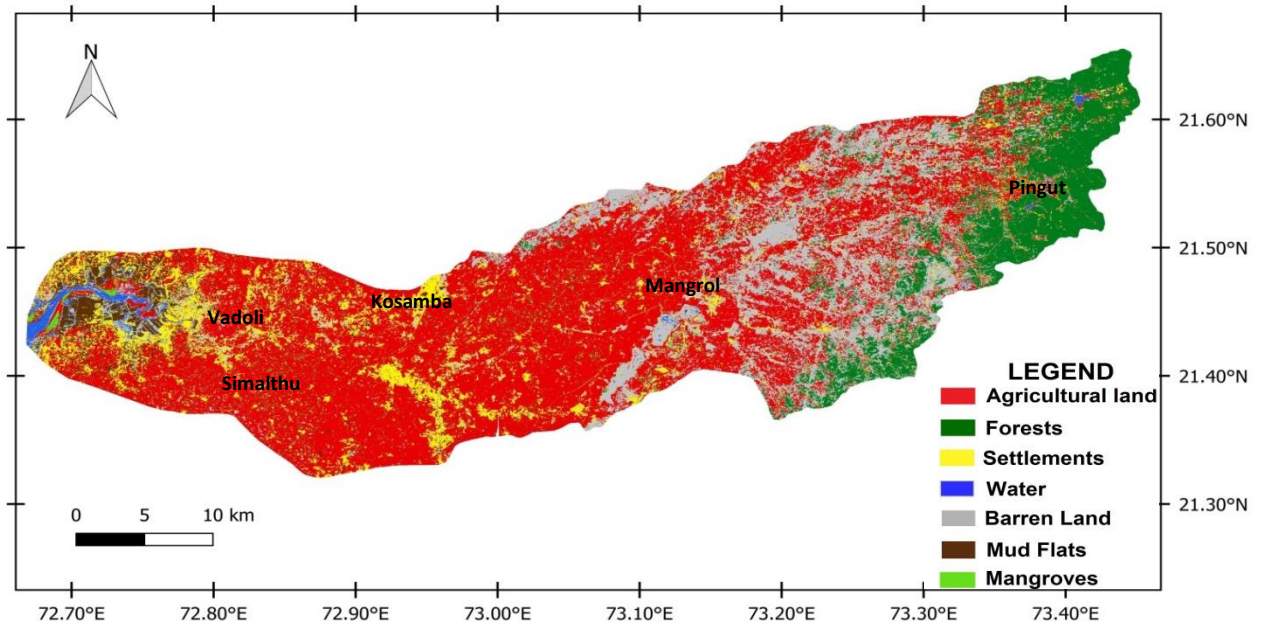 N
21.60°N
Pingut
21.50°N
Mangrol
Kosamba
Vadoli
Simalthu
21.40°N
LEGEND
Agricultural land
Forests
Settlements
Water
Barren Land
Mud Flats
Mangroves
21.30°N
0 5 10 km
72.70°E 72.80°E 72.90°E 73.00°E 73.10°E 73.20°E 73.30°E 73.40°E